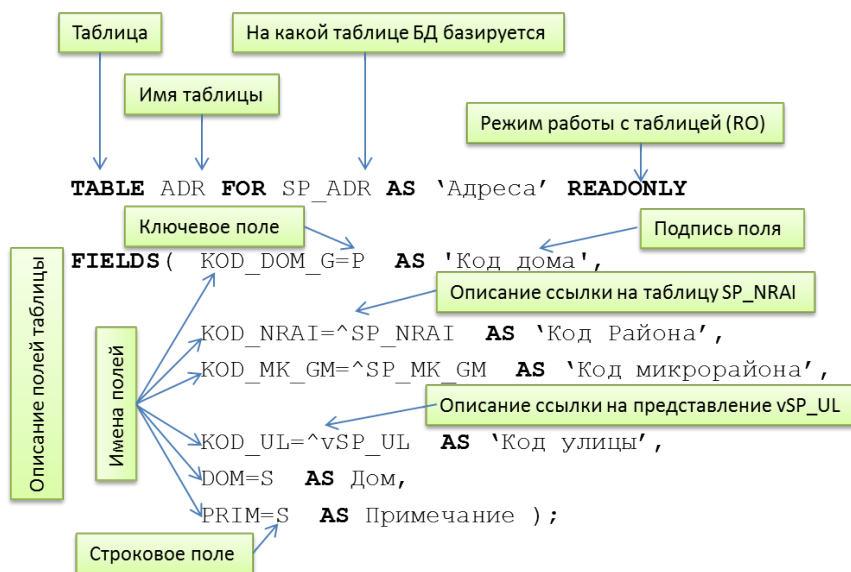 Таблица
На какой таблице БД базируется
Имя таблицы
Режим работы с таблицей (RO)
TABLE ADR FOR SP_ADR AS ‘Адреса’ READONLY
Ключевое поле
Подпись поля
FIELDS( KOD_DOM_G=P AS 'Код дома',
Описание ссылки на таблицу SP_NRAI
KOD_NRAI=^SP_NRAI AS ‘Код Района’,
KOD_MK_GM=^SP_MK_GM AS ‘Код микрорайона’,
Описание ссылки на представление vSP_UL
KOD_UL=^vSP_UL AS ‘Код улицы’,
DOM=S AS Дом,
PRIM=S AS Примечание );
Строковое поле
Описание полей таблицы
Имена полей